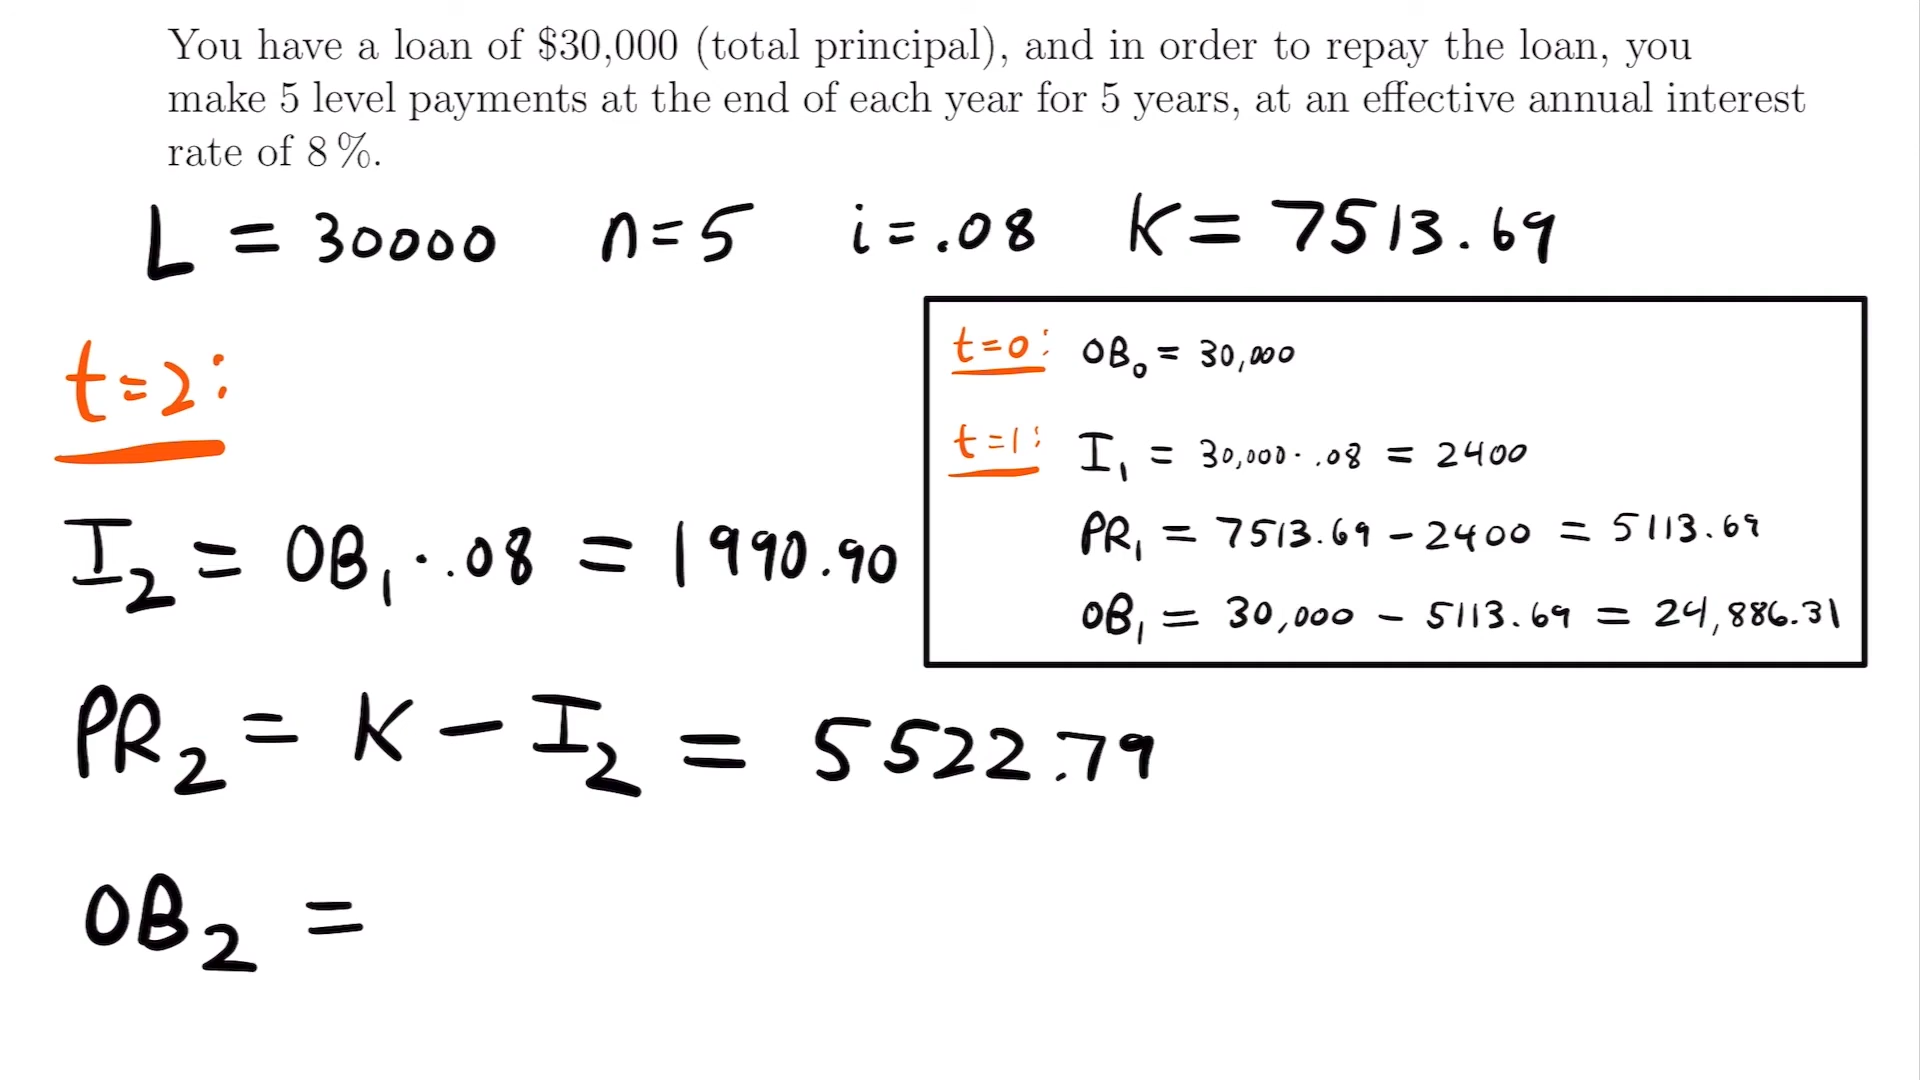 You have a loan of $30,000 (total principal), and in order to repay the loan, you
make 5 level payments at the end of each year for 5 years, at an effective annual interest
rate of 8 %.
L = 30000 n=5 i=.08 K= 7513.69
t=2:
I₂ = OB₁ · .08 = 1990.90
PR₂ = K – I₂ = 5522.79
OB₂ =
t=0: OB₀ = 30,000
t=1: I₁ = 30,000 · .08 = 2400
PR₁ = 7513.69 – 2400 = 5113.69
OB₁ = 30,000 – 5113.69 = 24,886.31